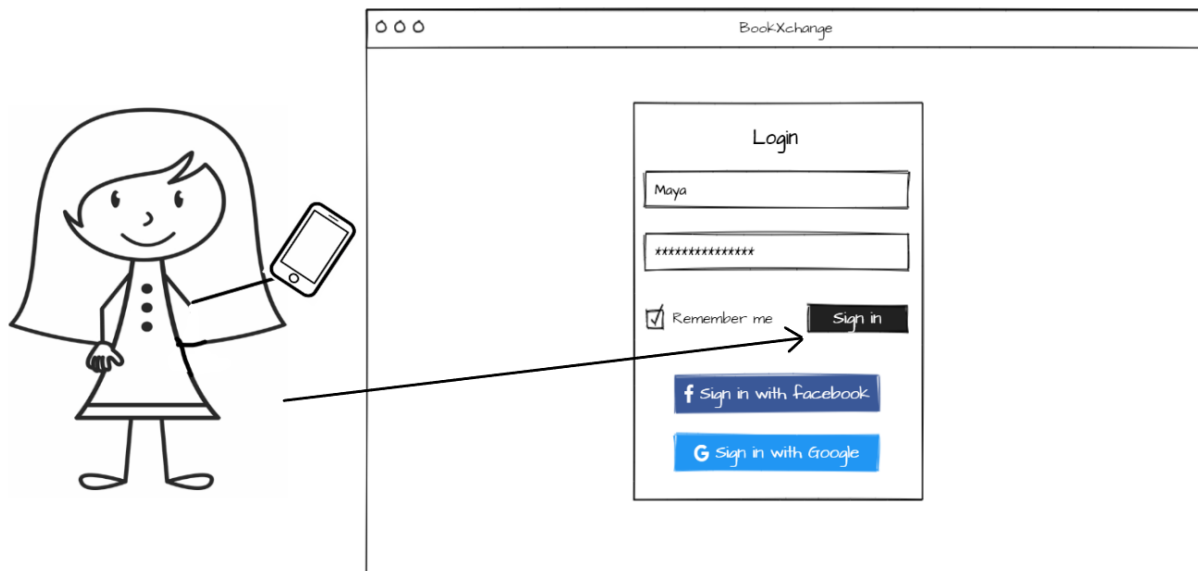 BookXchange
Login
Maya
***************
Remember me
Sign in
f Sign in with facebook
G Sign in with Google